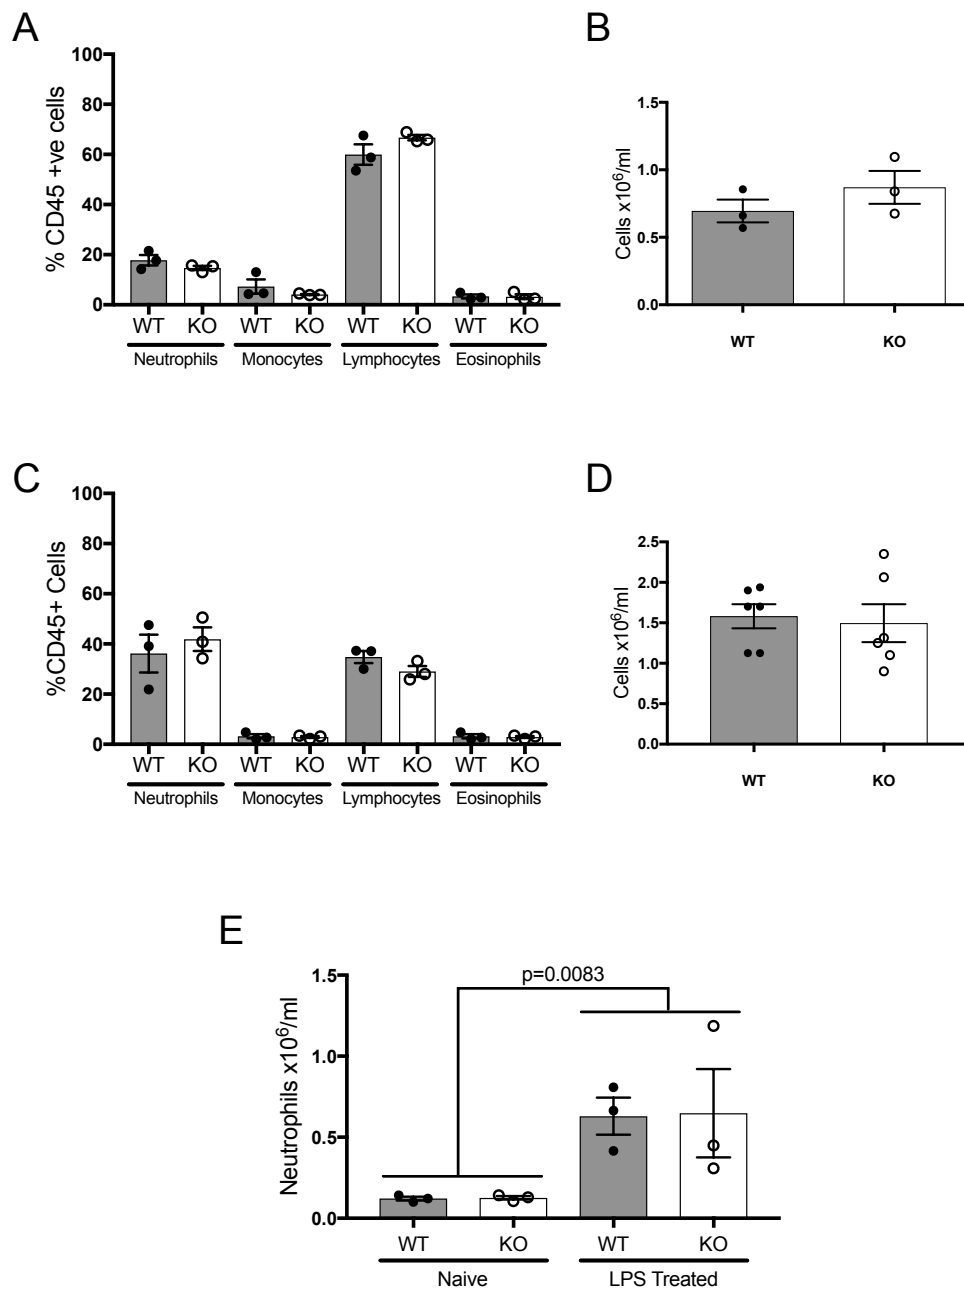 A
% CD45 +ve cells
100
80
60
40
20
0
WT KO WT KO WT KO WT KO
Neutrophils Monocytes Lymphocytes Eosinophils
B
Cells x10⁶/ml
1.5
1.0
0.5
0.0
WT KO
C
%CD45+ Cells
100
80
60
40
20
0
WT KO WT KO WT KO WT KO
Neutrophils Monocytes Lymphocytes Eosinophils
D
Cells x10⁶/ml
2.5
2.0
1.5
1.0
0.5
0.0
WT KO
E
Neutrophils x10⁶/ml
1.5
1.0
0.5
0.0
p=0.0083
WT KO WT KO
Naive LPS Treated